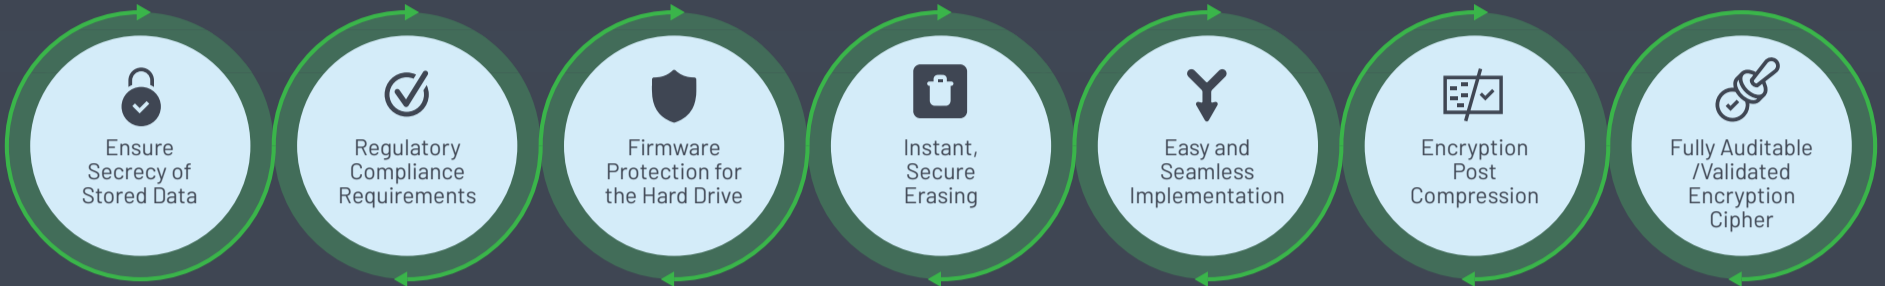 Ensure
Secrecy of
Stored Data
Regulatory
Compliance
Requirements
Firmware
Protection for
the Hard Drive
Instant,
Secure
Erasing
Easy and
Seamless
Implementation
Encryption
Post
Compression
Fully Auditable
/Validated
Encryption
Cipher